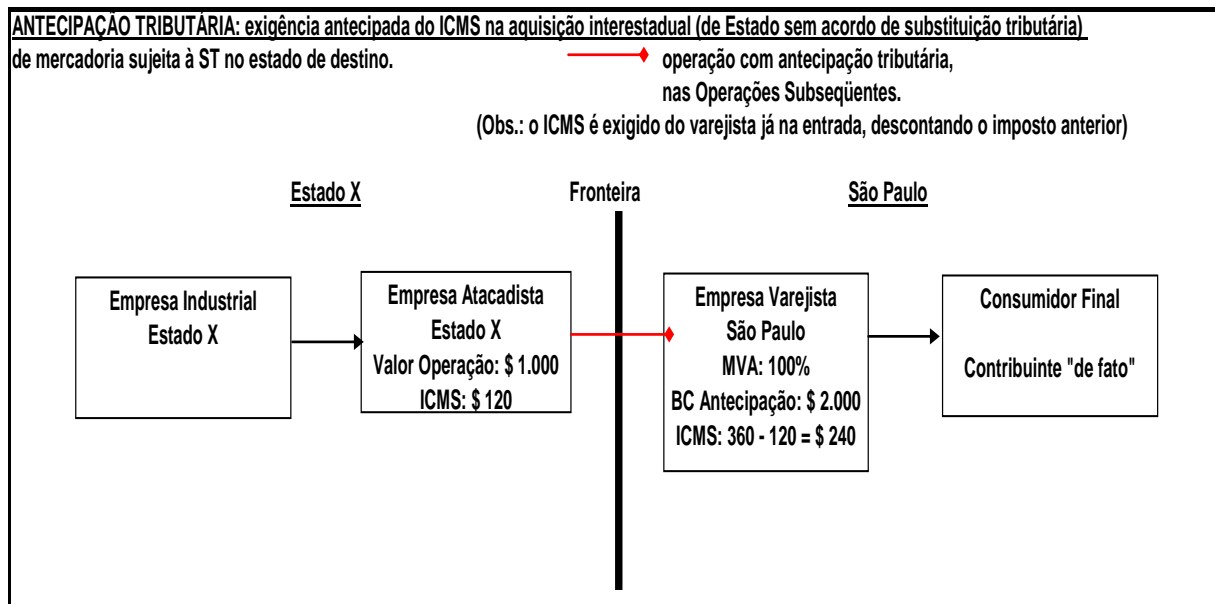 ANTECIPAÇÃO TRIBUTÁRIA: exigência antecipada do ICMS na aquisição interestadual (de Estado sem acordo de substituição tributária)
de mercadoria sujeita à ST no estado de destino.
operação com antecipação tributária,
nas Operações Subseqüentes.
(Obs.: o ICMS é exigido do varejista já na entrada, descontando o imposto anterior)
Estado X
Fronteira
São Paulo
Empresa Industrial
Estado X
Empresa Atacadista
Estado X
Valor Operação: $ 1.000
ICMS: $ 120
Empresa Varejista
São Paulo
MVA: 100%
BC Antecipação: $ 2.000
ICMS: 360 - 120 = $ 240
Consumidor Final
Contribuinte "de fato"